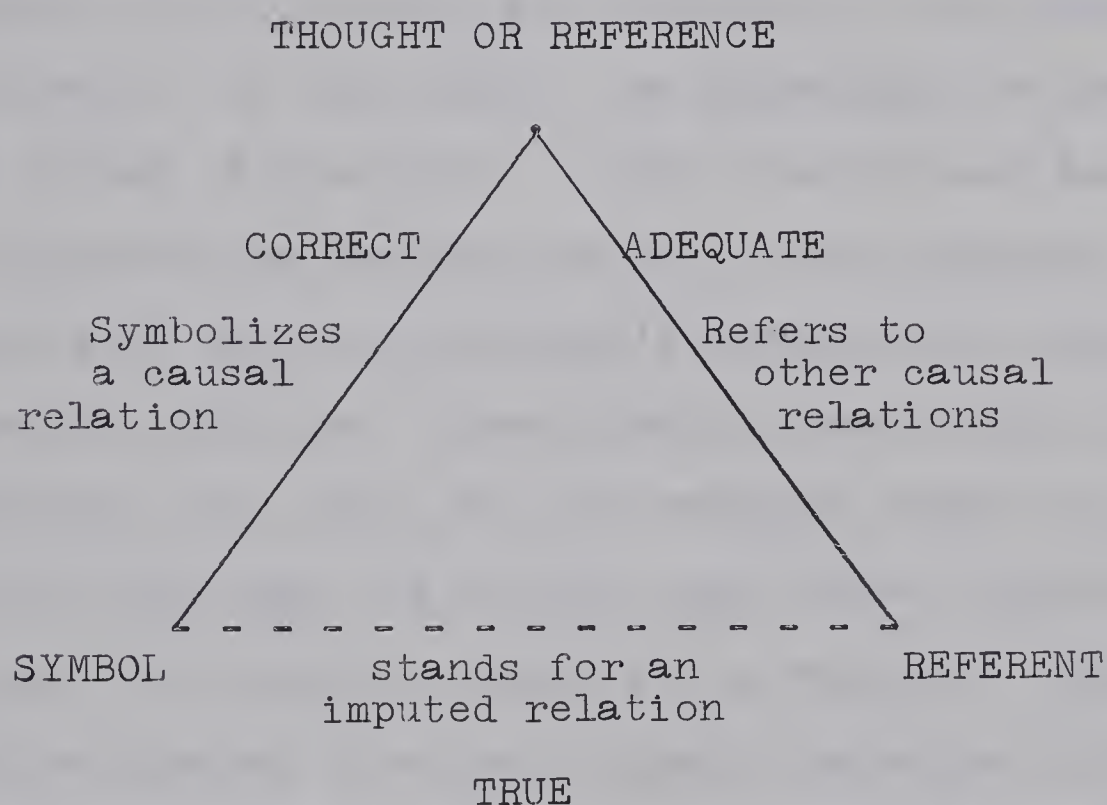 THOUGHT OR REFERENCE
CORRECT
ADEQUATE
Symbolizes
a causal
relation
Refers to
other causal
relations
SYMBOL
stands for an
imputed relation
REFERENT
TRUE